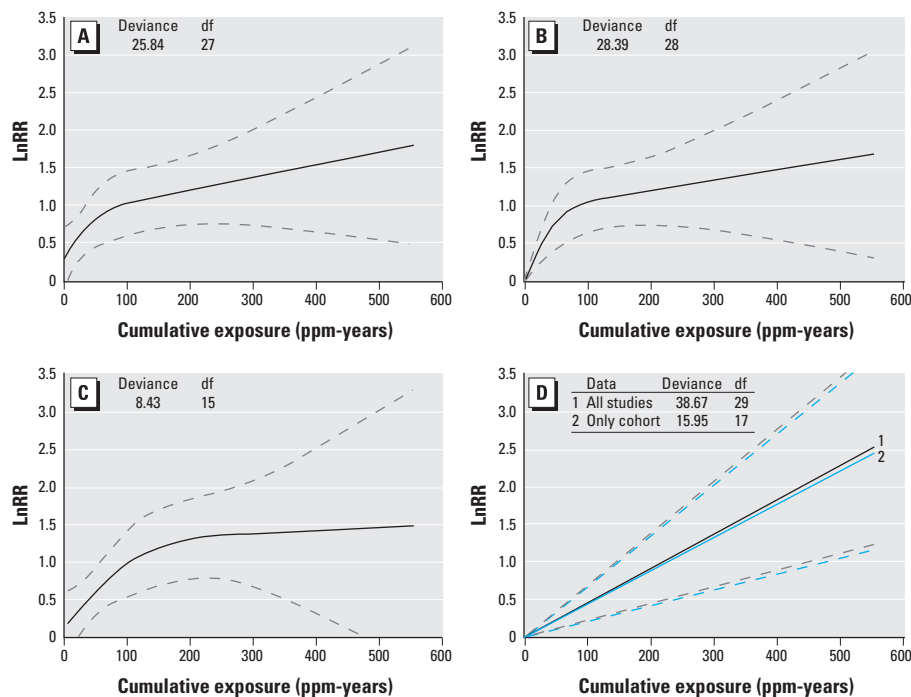 A
Deviance df
25.84 27
3.5
3.0
2.5
2.0
1.5
1.0
0.5
0
LnRR
0 100 200 300 400 500 600
Cumulative exposure (ppm-years)
B
Deviance df
28.39 28
3.5
3.0
2.5
2.0
1.5
1.0
0.5
0
LnRR
0 100 200 300 400 500 600
Cumulative exposure (ppm-years)
C
Deviance df
8.43 15
3.5
3.0
2.5
2.0
1.5
1.0
0.5
0
LnRR
0 100 200 300 400 500 600
Cumulative exposure (ppm-years)
D
Data Deviance df
1 All studies 38.67 29
2 Only cohort 15.95 17
3.5
3.0
2.5
2.0
1.5
1.0
0.5
0
LnRR
1
2
0 100 200 300 400 500 600
Cumulative exposure (ppm-years)